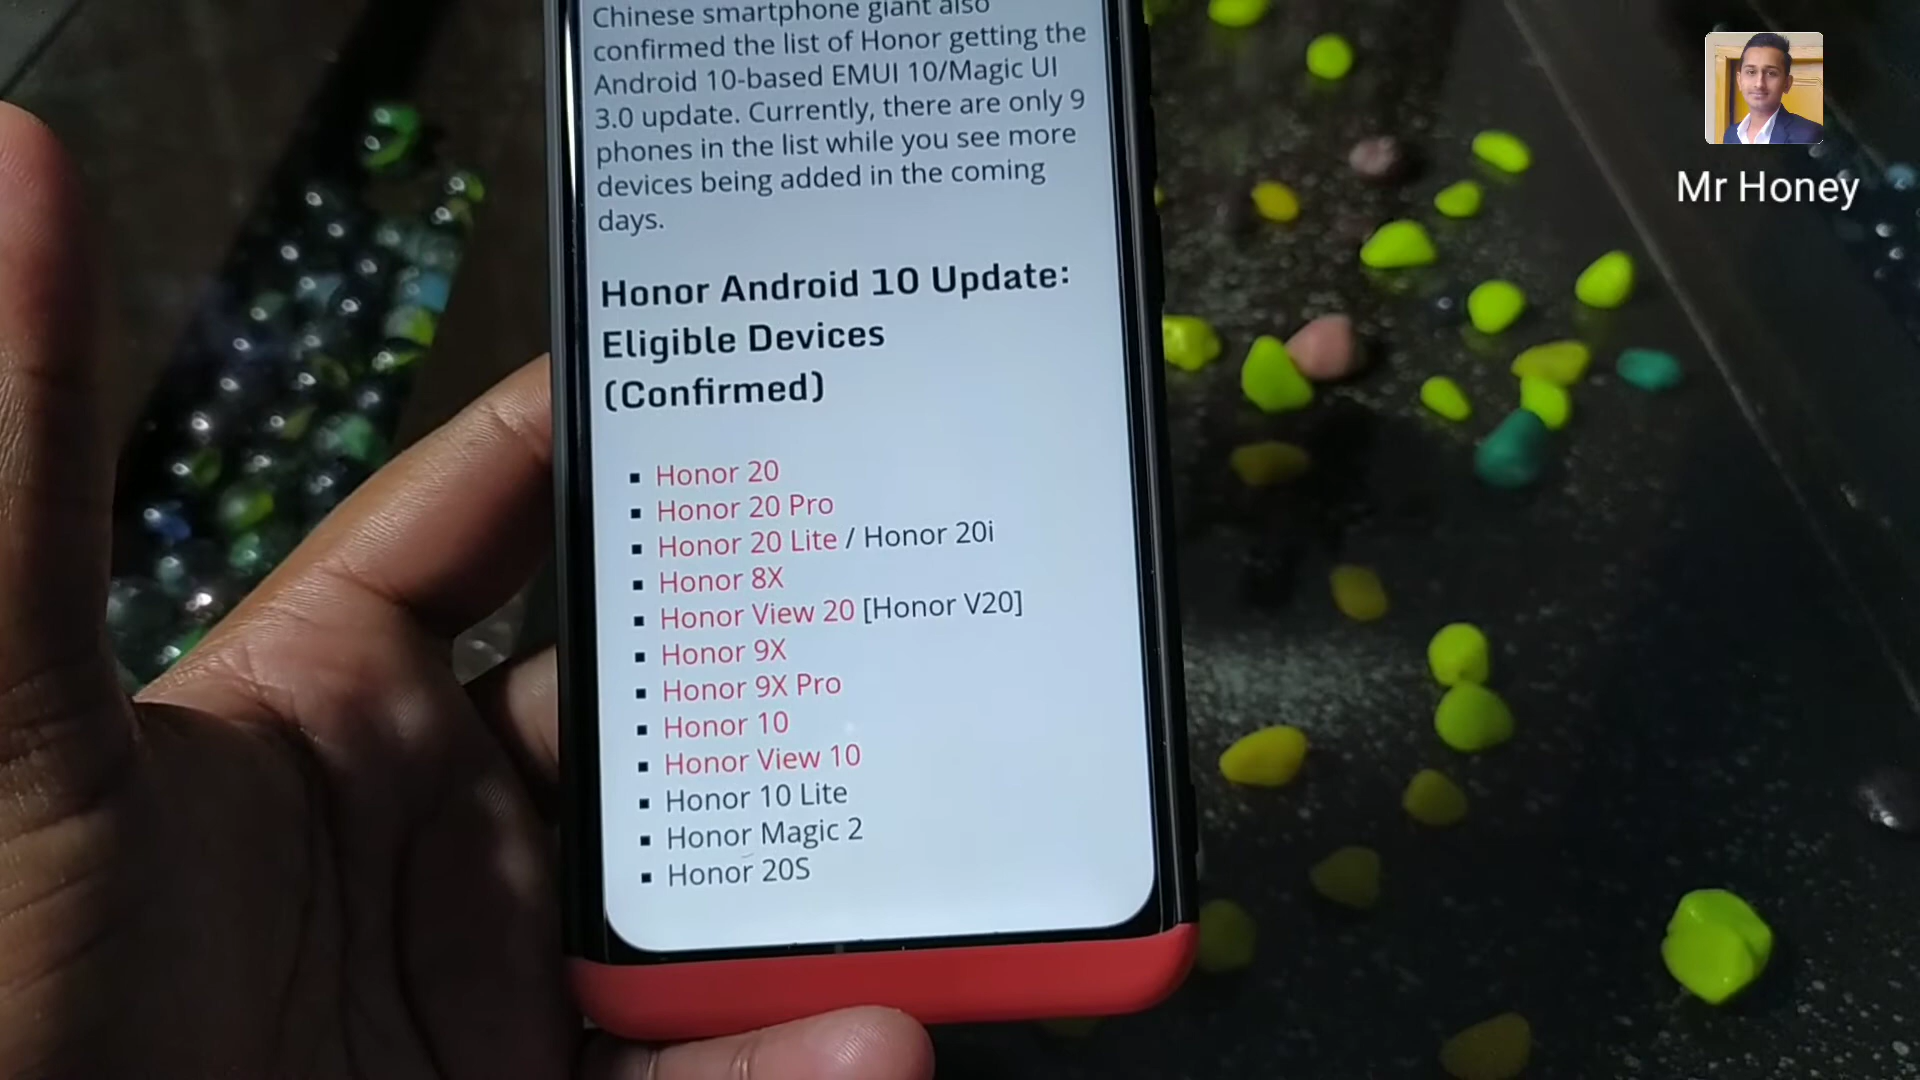 Chinese smartphone giant also
confirmed the list of Honor getting the
Android 10-based EMUI 10/Magic UI
3.0 update. Currently, there are only 9
phones in the list while you see more
devices being added in the coming
days.
Honor Android 10 Update:
Eligible Devices
(Confirmed)
▪ Honor 20
▪ Honor 20 Pro
▪ Honor 20 Lite / Honor 20i
▪ Honor 8X
▪ Honor View 20 [Honor V20]
▪ Honor 9X
▪ Honor 9X Pro
▪ Honor 10
▪ Honor View 10
▪ Honor 10 Lite
▪ Honor Magic 2
▪ Honor 20S
Mr Honey